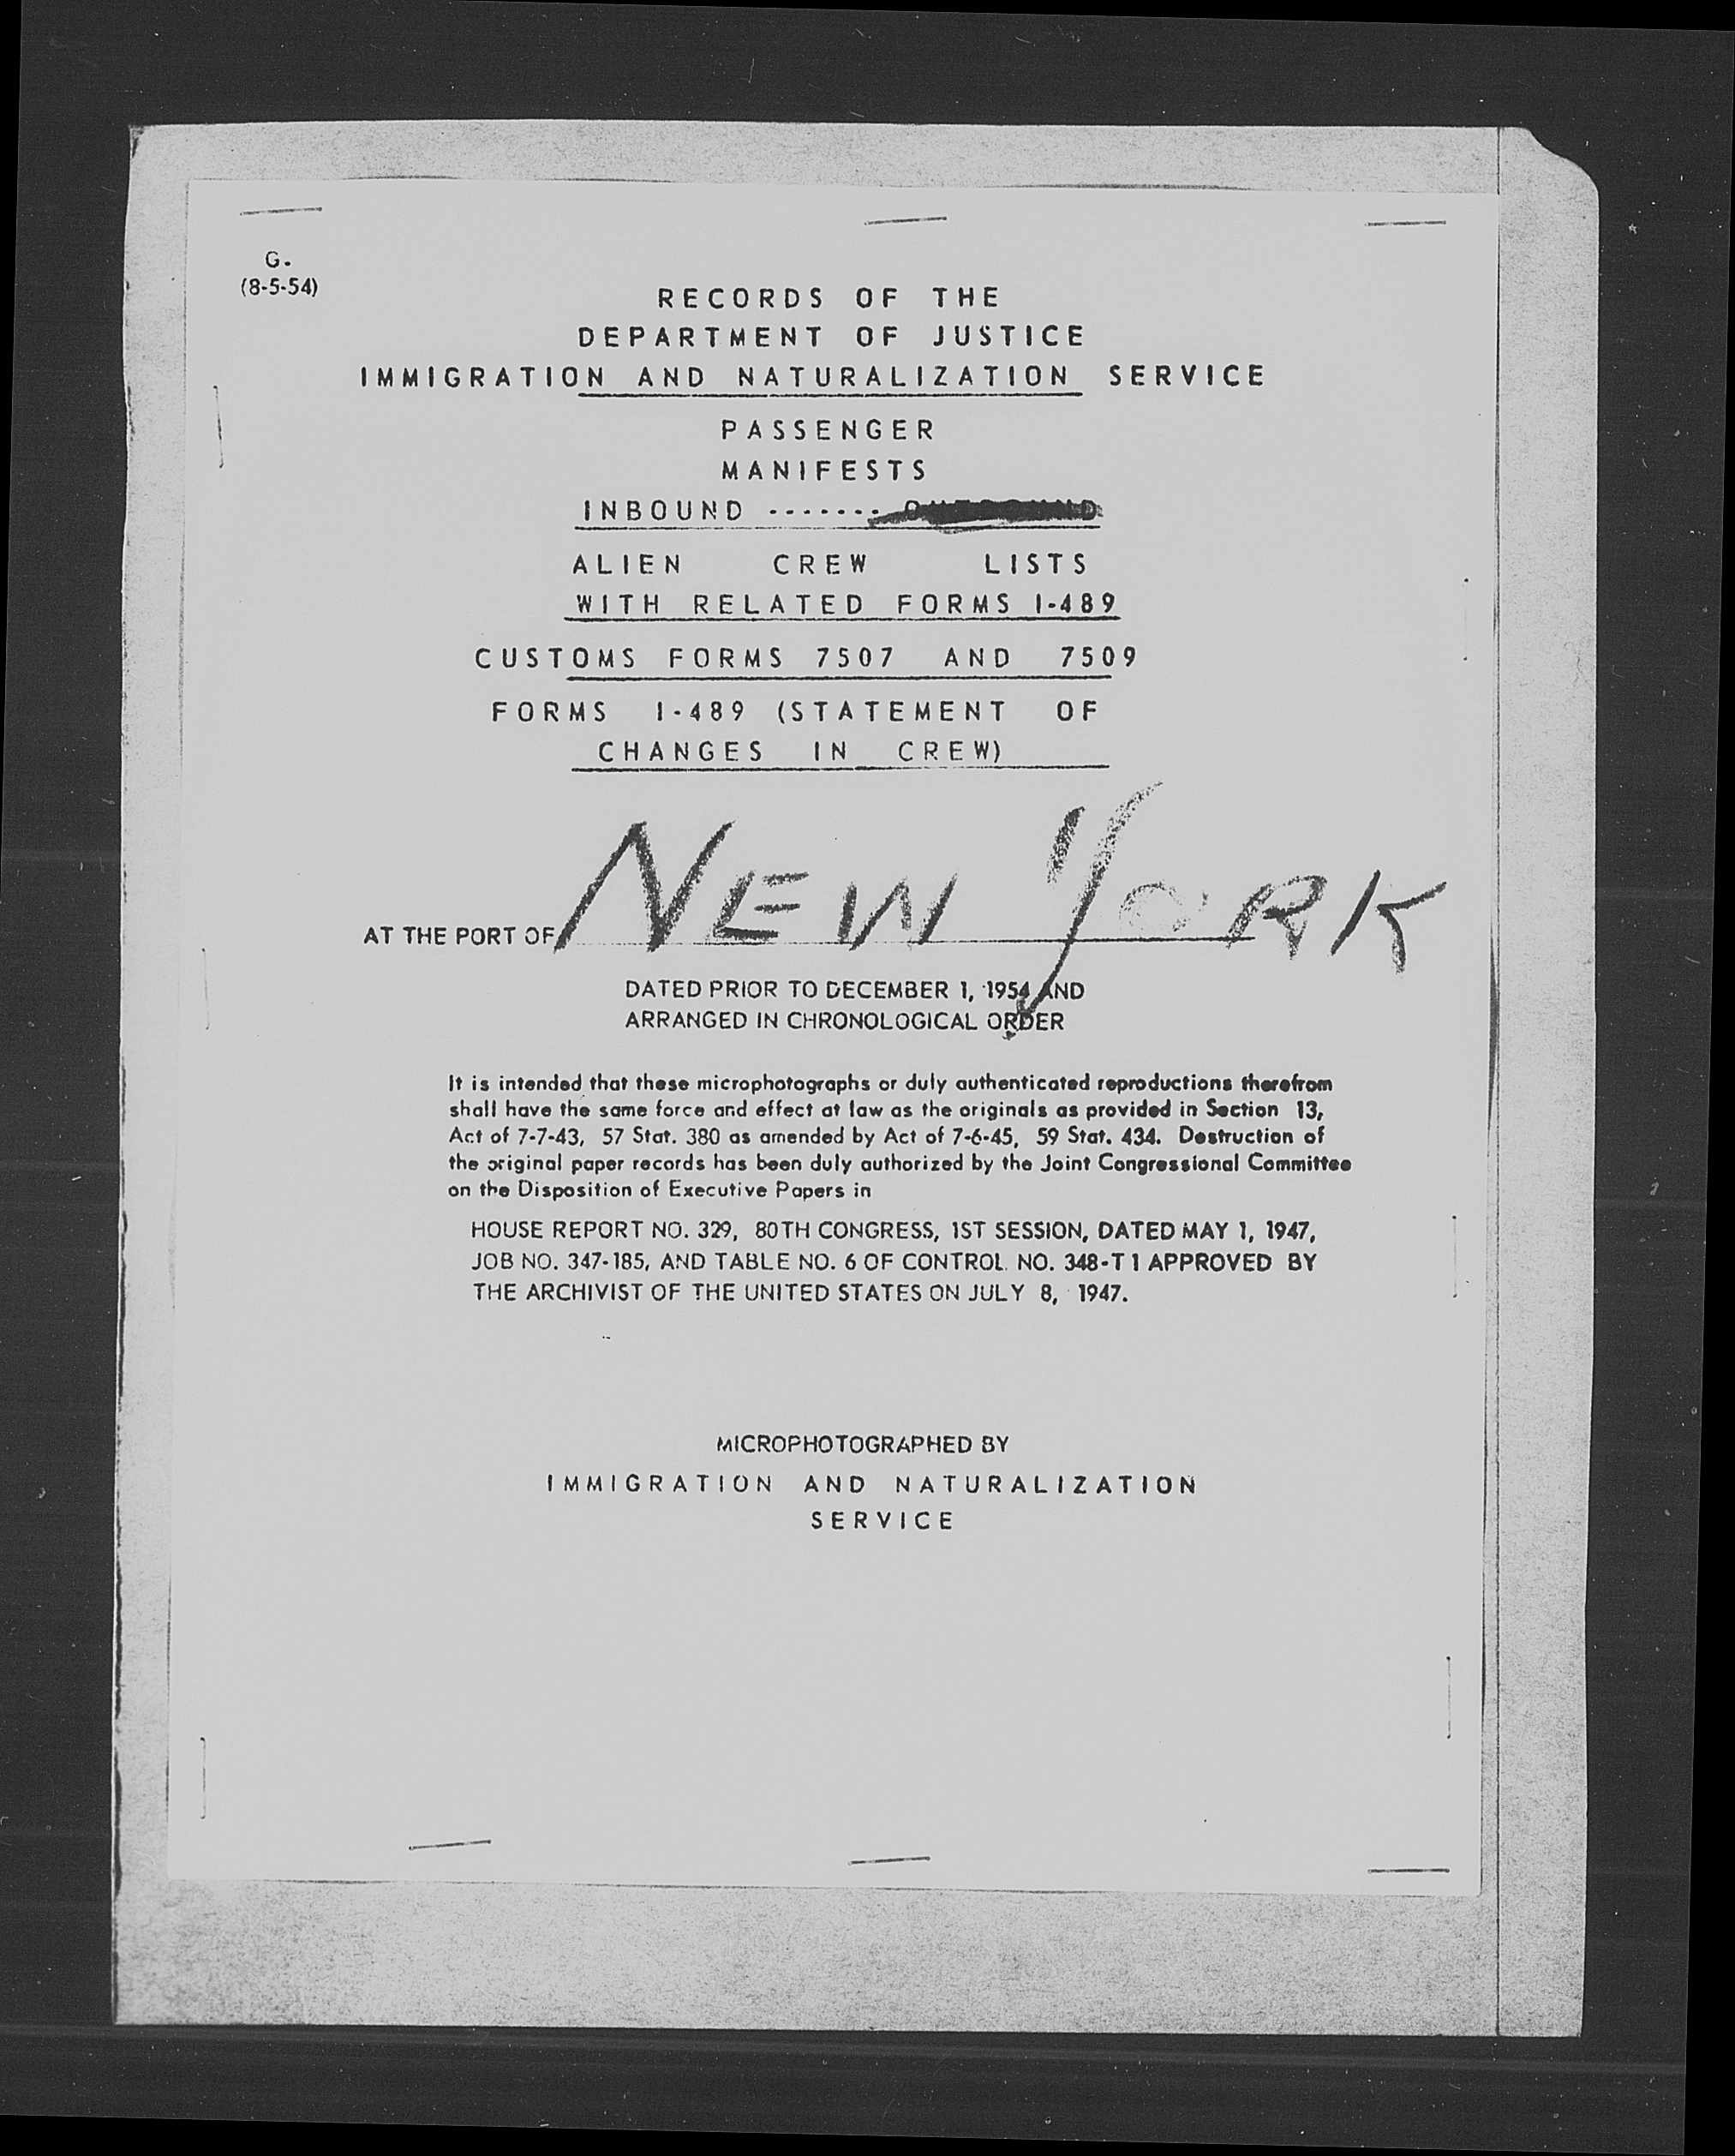 G.
(8-5-54)
RECORDS OF THE
DEPARTMENT OF JUSTICE
IMMIGRATION AND NATURALIZATION SERVICE
PASSENGER
MANIFESTS
INBOUND -------
ALIEN CREW LISTS
WITH RELATED FORMS I-489
CUSTOMS FORMS 7507 AND 7509
FORMS I-489 (STATEMENT OF
CHANGES IN CREW)
AT THE PORT OF NEW YORK
DATED PRIOR TO DECEMBER 1, 1954 AND
ARRANGED IN CHRONOLOGICAL ORDER
It is intended that these microphotographs or duly authenticated reproductions therefrom
shall have the same force and effect at law as the originals as provided in Section 13,
Act of 7-7-43, 57 Stat. 380 as amended by Act of 7-6-45, 59 Stat. 434. Destruction of
the original paper records has been duly authorized by the Joint Congressional Committee
on the Disposition of Executive Papers in
HOUSE REPORT NO. 329, 80TH CONGRESS, 1ST SESSION, DATED MAY 1, 1947,
JOB NO. 347-185, AND TABLE NO. 6 OF CONTROL NO. 348-T1 APPROVED BY
THE ARCHIVIST OF THE UNITED STATES ON JULY 8, 1947.
MICROPHOTOGRAPHED BY
IMMIGRATION AND NATURALIZATION
SERVICE